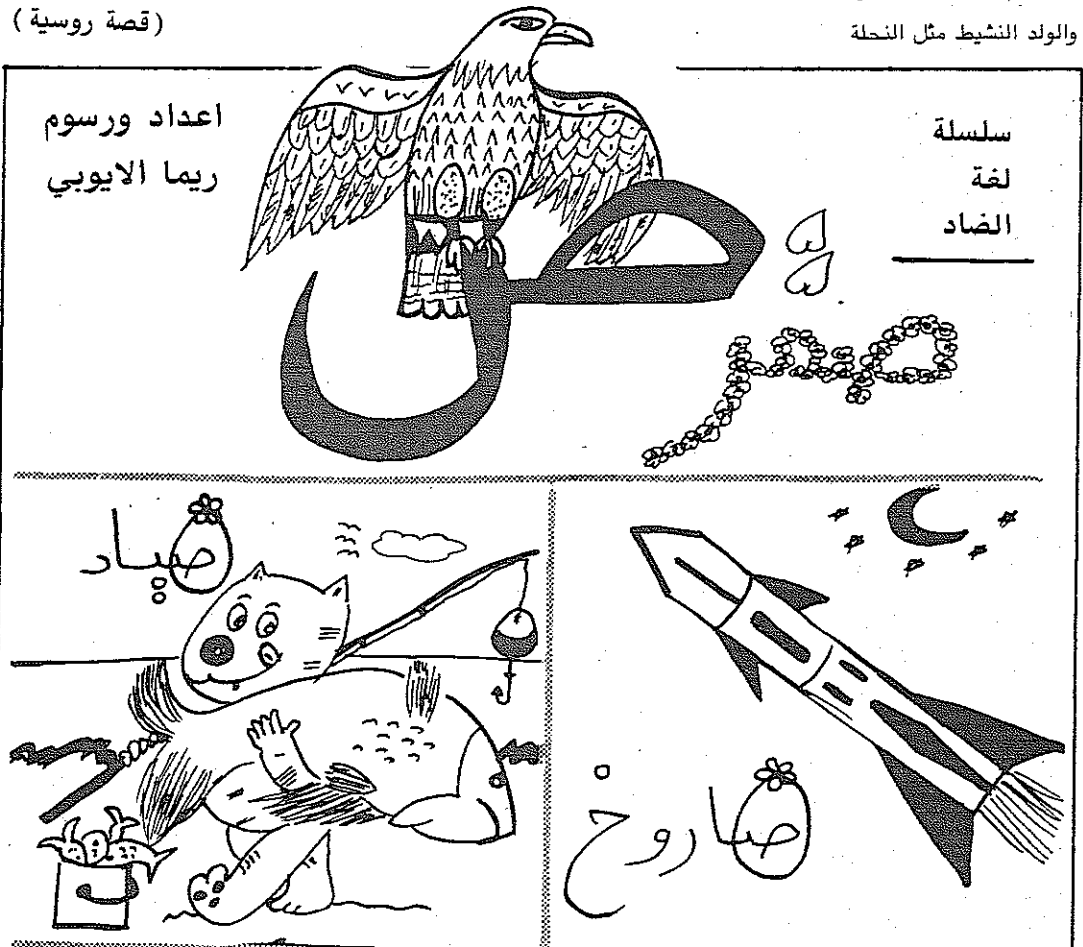 والولد النشيط مثل النحلة
(قصة روسية)
سلسلة
لغة
الضاد
اعداد ورسوم
ريما الايوبي
ص
صقر
صاروخ
صياد